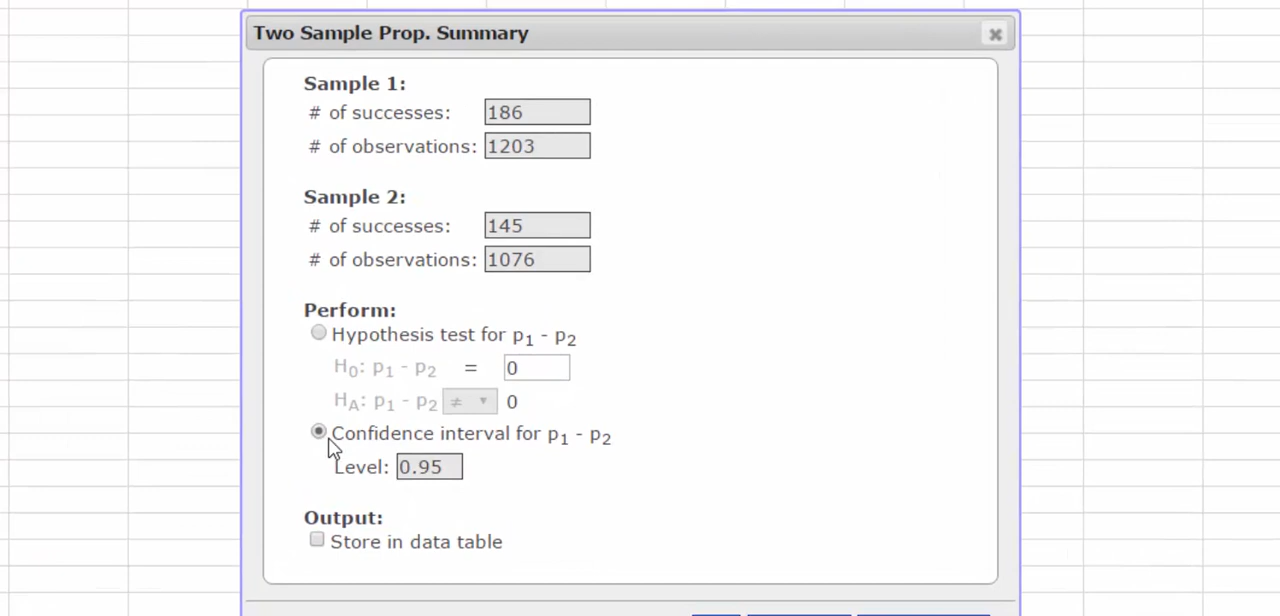 Two Sample Prop. Summary
Sample 1:
# of successes: 186
# of observations: 1203
Sample 2:
# of successes: 145
# of observations: 1076
Perform:
Hypothesis test for p1 - p2
H0: p1 - p2 = 0
HA: p1 - p2 ≠ 0
Confidence interval for p1 - p2
Level: 0.95
Output:
Store in data table